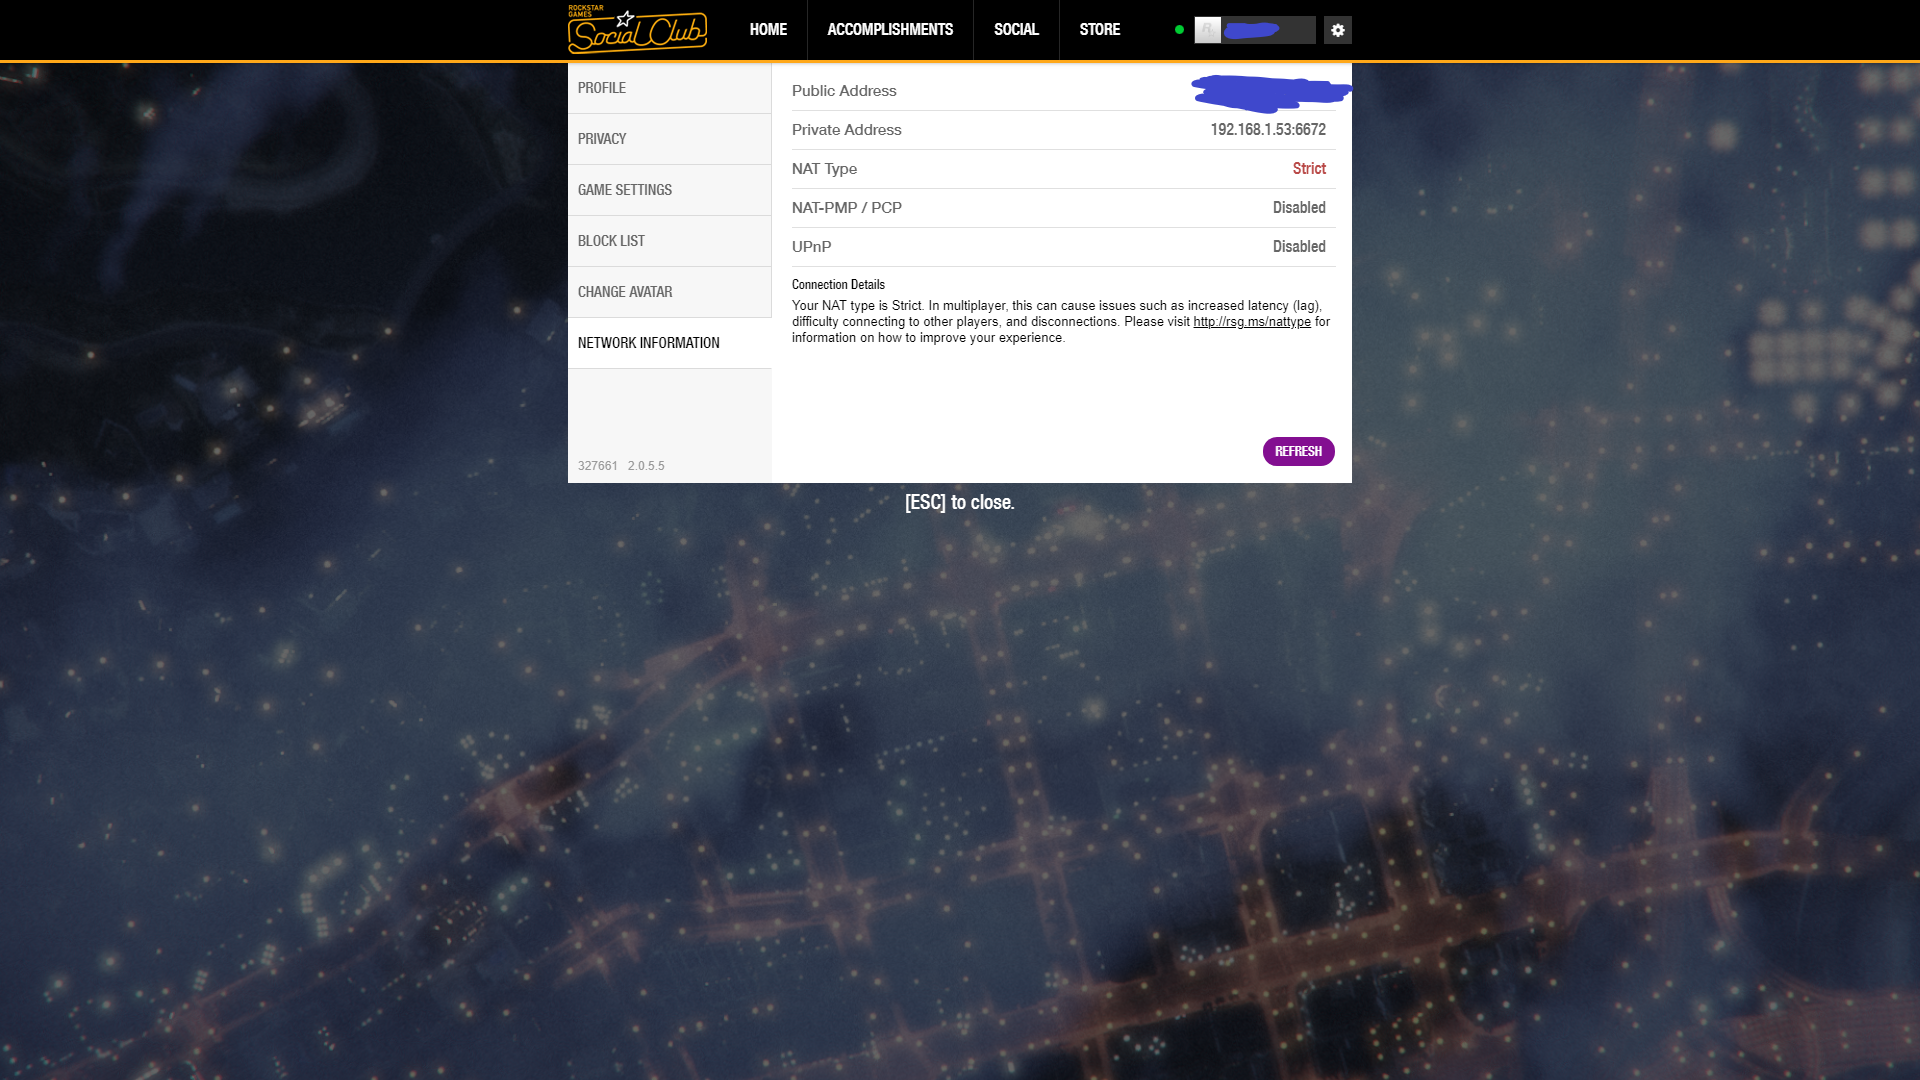 ROCKSTAR
GAMES
Social Club
HOME
ACCOMPLISHMENTS
SOCIAL
STORE
PROFILE
PRIVACY
GAME SETTINGS
BLOCK LIST
CHANGE AVATAR
NETWORK INFORMATION
327661 2.0.5.5
Public Address
Private Address 192.168.1.53:6672
NAT Type Strict
NAT-PMP / PCP Disabled
UPnP Disabled
Connection Details
Your NAT type is Strict. In multiplayer, this can cause issues such as increased latency (lag),
difficulty connecting to other players, and disconnections. Please visit http://rsg.ms/nattype for
information on how to improve your experience.
REFRESH
[ESC] to close.